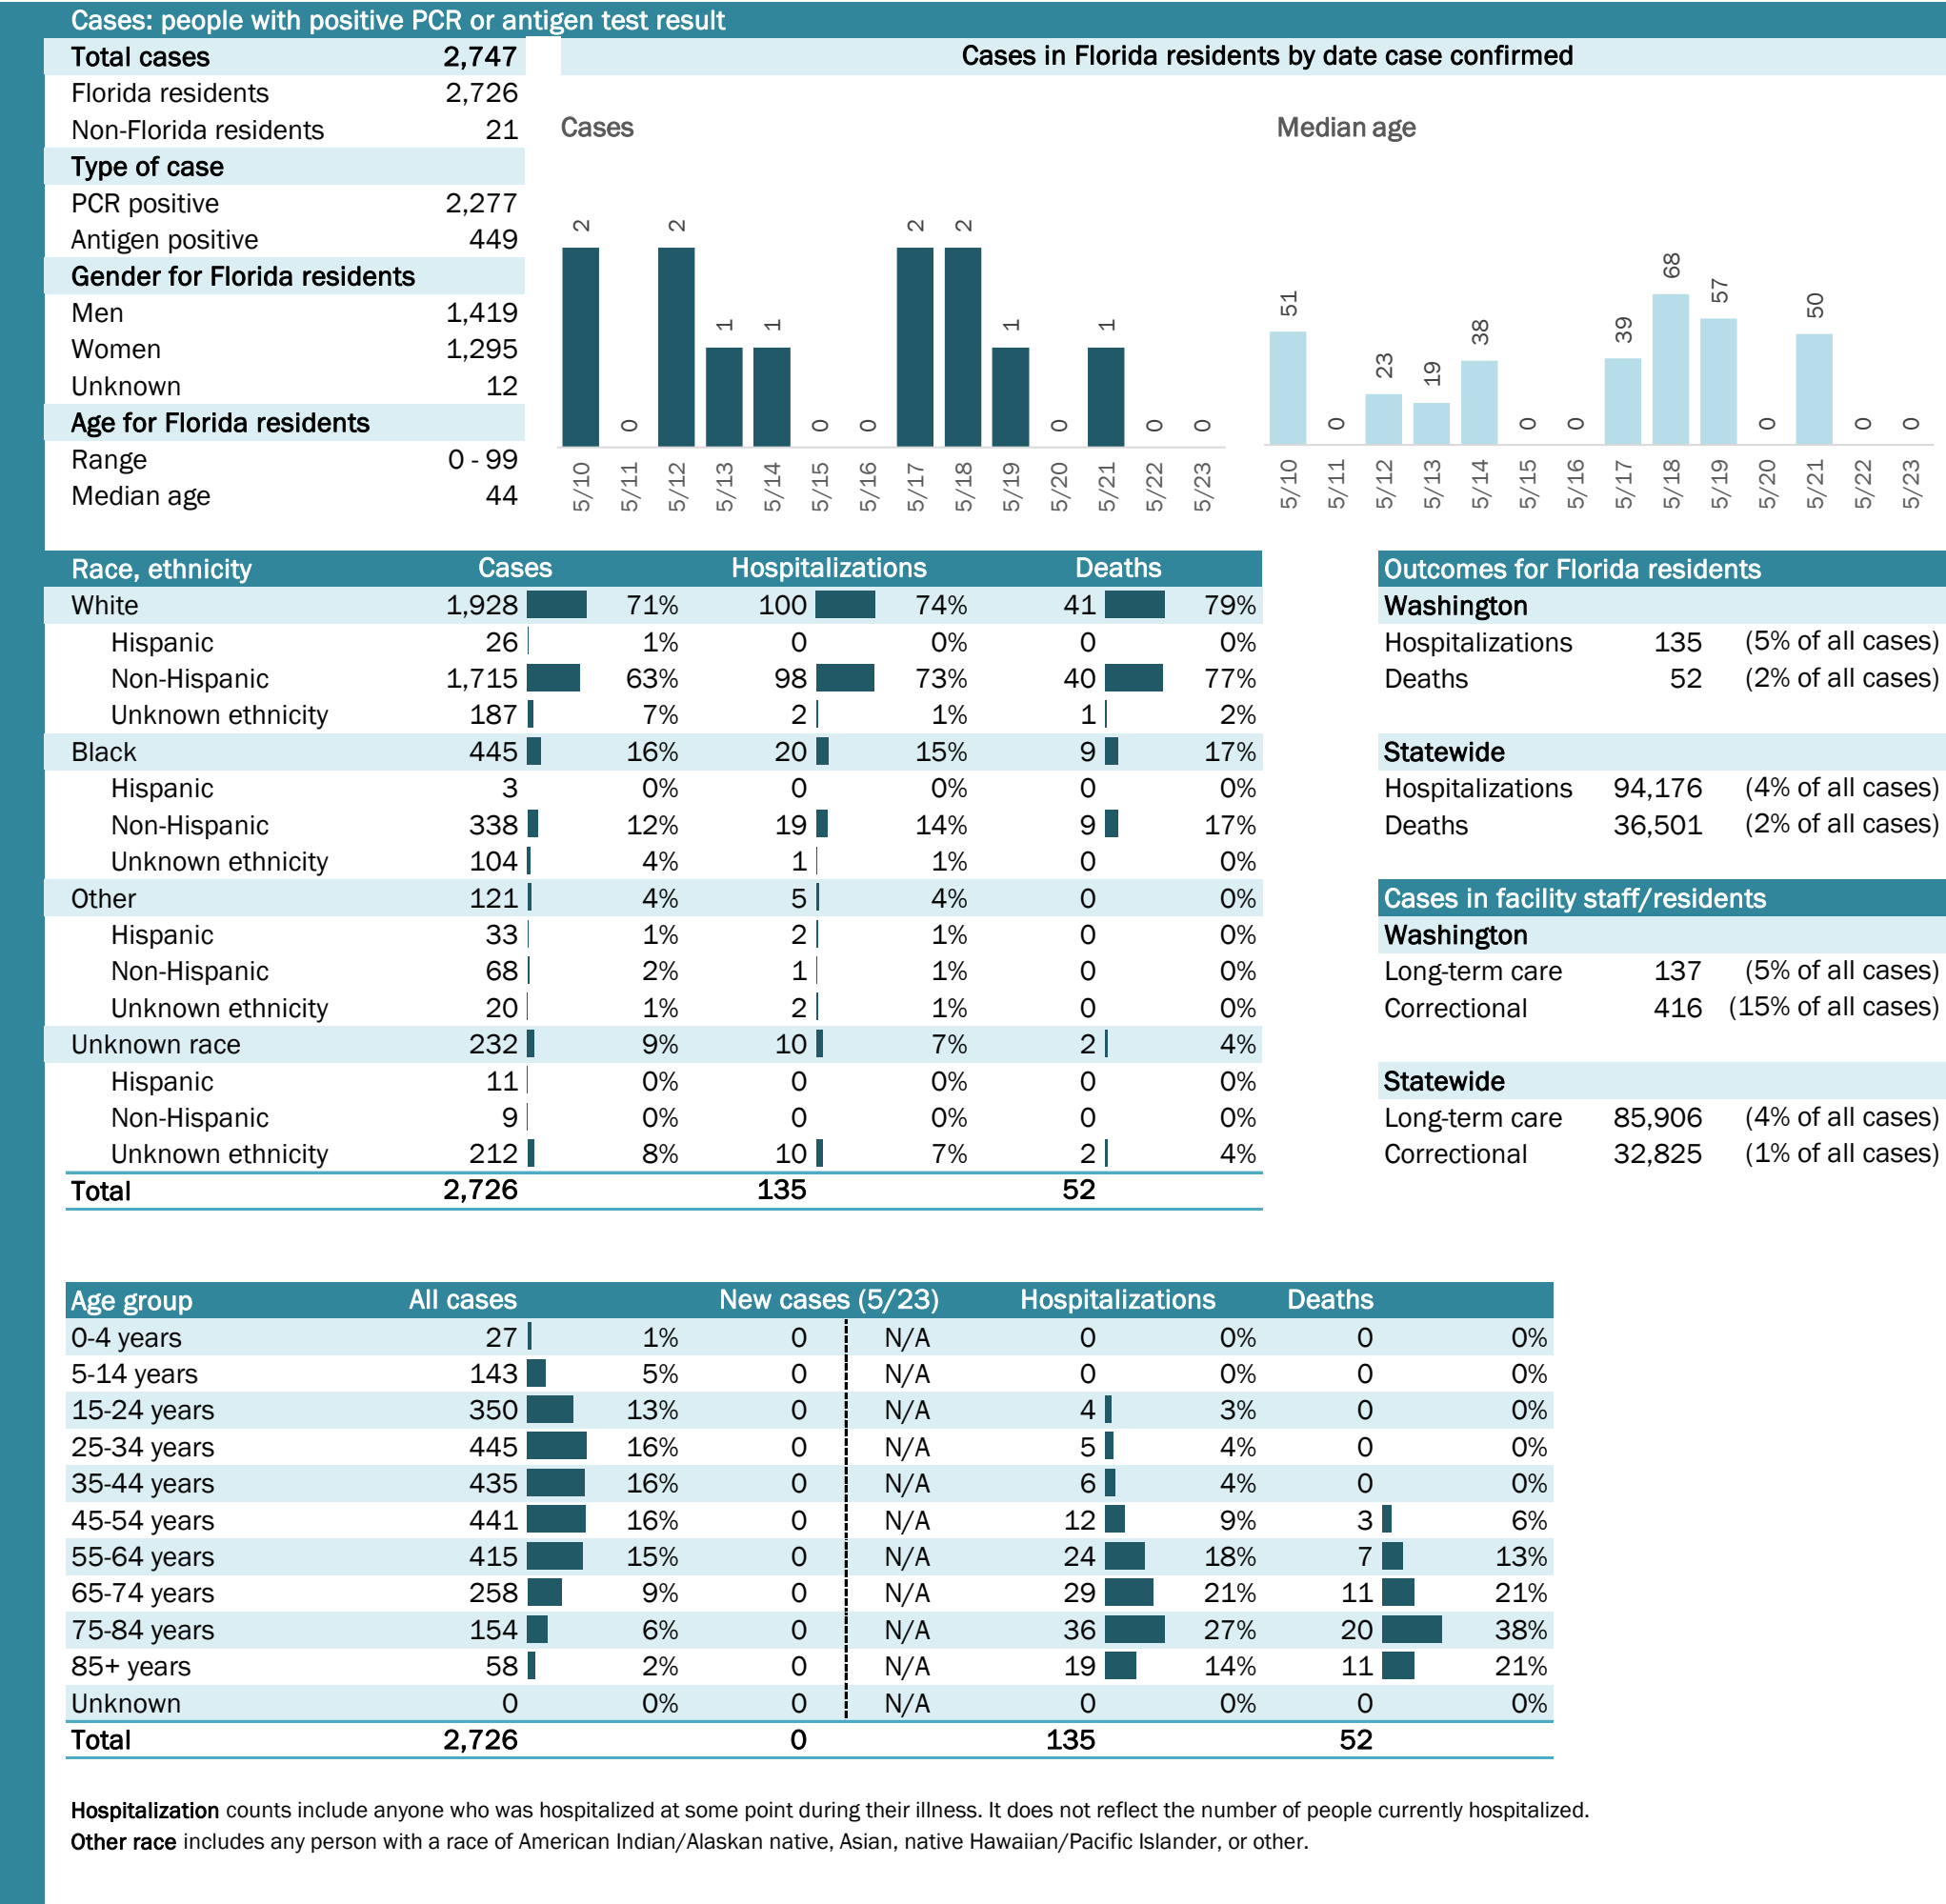 Cases: people with positive PCR or antigen test result
Total cases 2,747
Florida residents 2,726
Non-Florida residents 21
Type of case
PCR positive 2,277
Antigen positive 449
Gender for Florida residents
Men 1,419
Women 1,295
Unknown 12
Age for Florida residents
Range 0 - 99
Median age 44
Cases in Florida residents by date case confirmed
Cases
2 0 2 1 1 0 0 2 2 1 0 1 0 0
5/10 5/11 5/12 5/13 5/14 5/15 5/16 5/17 5/18 5/19 5/20 5/21 5/22 5/23
Median age
51 0 23 19 38 0 0 39 68 57 0 50 0 0
5/10 5/11 5/12 5/13 5/14 5/15 5/16 5/17 5/18 5/19 5/20 5/21 5/22 5/23
Race, ethnicity Cases Hospitalizations Deaths
White 1,928 71% 100 74% 41 79%
Hispanic 26 1% 0 0% 0 0%
Non-Hispanic 1,715 63% 98 73% 40 77%
Unknown ethnicity 187 7% 2 1% 1 2%
Black 445 16% 20 15% 9 17%
Hispanic 3 0% 0 0% 0 0%
Non-Hispanic 338 12% 19 14% 9 17%
Unknown ethnicity 104 4% 1 1% 0 0%
Other 121 4% 5 4% 0 0%
Hispanic 33 1% 2 1% 0 0%
Non-Hispanic 68 2% 1 1% 0 0%
Unknown ethnicity 20 1% 2 1% 0 0%
Unknown race 232 9% 10 7% 2 4%
Hispanic 11 0% 0 0% 0 0%
Non-Hispanic 9 0% 0 0% 0 0%
Unknown ethnicity 212 8% 10 7% 2 4%
Total 2,726 135 52
Outcomes for Florida residents
Washington
Hospitalizations 135 (5% of all cases)
Deaths 52 (2% of all cases)
Statewide
Hospitalizations 94,176 (4% of all cases)
Deaths 36,501 (2% of all cases)
Cases in facility staff/residents
Washington
Long-term care 137 (5% of all cases)
Correctional 416 (15% of all cases)
Statewide
Long-term care 85,906 (4% of all cases)
Correctional 32,825 (1% of all cases)
Age group All cases New cases (5/23) Hospitalizations Deaths
0-4 years 27 1% 0 N/A 0 0% 0 0%
5-14 years 143 5% 0 N/A 0 0% 0 0%
15-24 years 350 13% 0 N/A 4 3% 0 0%
25-34 years 445 16% 0 N/A 5 4% 0 0%
35-44 years 435 16% 0 N/A 6 4% 0 0%
45-54 years 441 16% 0 N/A 12 9% 3 6%
55-64 years 415 15% 0 N/A 24 18% 7 13%
65-74 years 258 9% 0 N/A 29 21% 11 21%
75-84 years 154 6% 0 N/A 36 27% 20 38%
85+ years 58 2% 0 N/A 19 14% 11 21%
Unknown 0 0% 0 N/A 0 0% 0 0%
Total 2,726 0 135 52
Hospitalization counts include anyone who was hospitalized at some point during their illness. It does not reflect the number of people currently hospitalized.
Other race includes any person with a race of American Indian/Alaskan native, Asian, native Hawaiian/Pacific Islander, or other.